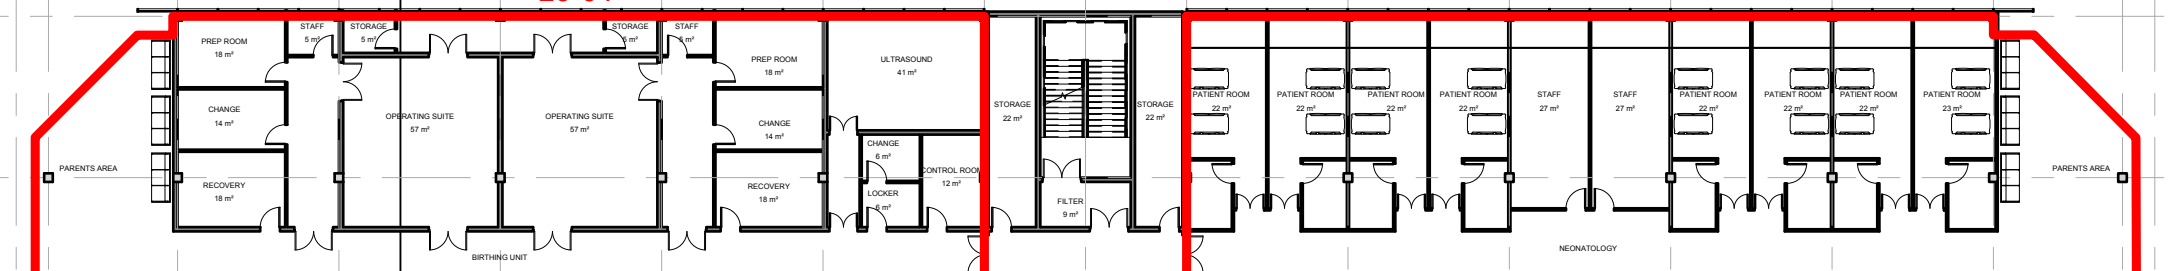 PREP ROOM
18 m²
STAFF
5 m²
STORAGE
5 m²
STORAGE
5 m²
STAFF
5 m²
PREP ROOM
18 m²
ULTRASOUND
41 m²
CHANGE
14 m²
OPERATING SUITE
57 m²
OPERATING SUITE
57 m²
CHANGE
14 m²
CHANGE
6 m²
CONTROL ROOM
12 m²
PARENTS AREA
RECOVERY
18 m²
RECOVERY
18 m²
LOCKER
6 m²
BIRTHING UNIT
STORAGE
22 m²
STORAGE
22 m²
FILTER
9 m²
PATIENT ROOM
22 m²
PATIENT ROOM
22 m²
PATIENT ROOM
22 m²
PATIENT ROOM
22 m²
STAFF
27 m²
STAFF
27 m²
PATIENT ROOM
22 m²
PATIENT ROOM
22 m²
PATIENT ROOM
22 m²
PATIENT ROOM
23 m²
PARENTS AREA
NEONATOLOGY